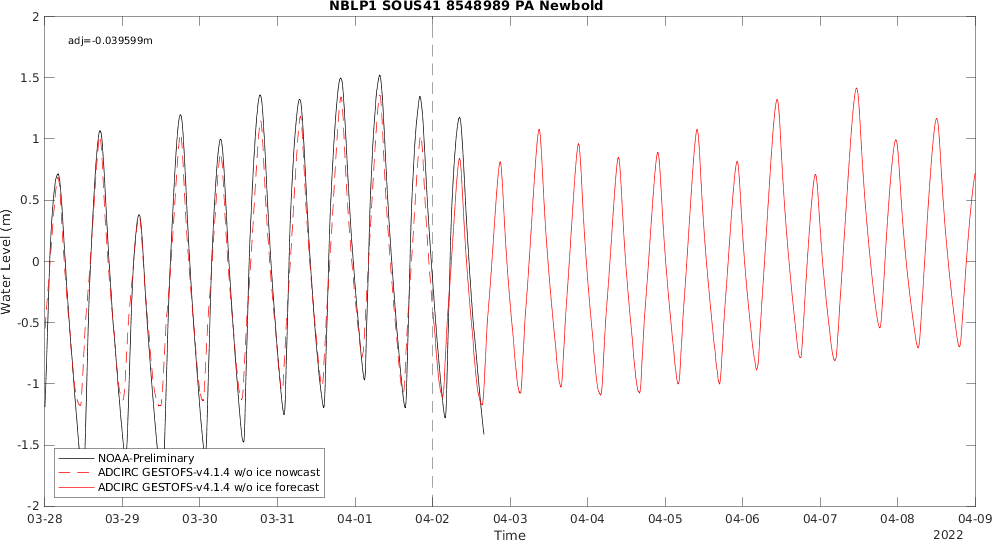 NBLP1 SOUS41 8548989 PA Newbold
adj=-0.039599m
Water Level (m)
2
1.5
1
0.5
0
-0.5
-1
-1.5
-2
NOAA-Preliminary
ADCIRC GESTOFS-v4.1.4 w/o ice nowcast
ADCIRC GESTOFS-v4.1.4 w/o ice forecast
03-28 03-29 03-30 03-31 04-01 04-02 04-03 04-04 04-05 04-06 04-07 04-08 04-09
Time
2022